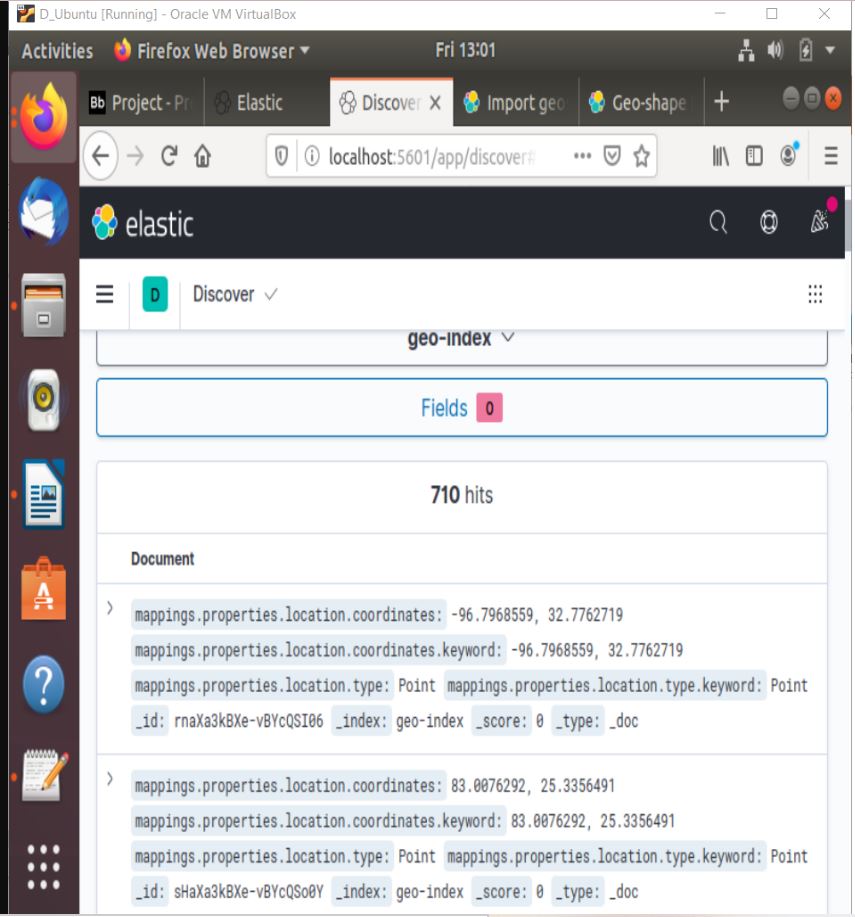 D_Ubuntu [Running] - Oracle VM VirtualBox
Activities Firefox Web Browser Fri 13:01
Bb Project - Pr Elastic Discover Import geo Geo-shape
localhost:5601/app/discover#
elastic
D Discover
geo-index
Fields 0
710 hits
Document
mappings.properties.location.coordinates: -96.7968559, 32.7762719
mappings.properties.location.coordinates.keyword: -96.7968559, 32.7762719
mappings.properties.location.type: Point mappings.properties.location.type.keyword: Point
_id: rnaXa3kBXe-vBYcQSI06 _index: geo-index _score: 0 _type: _doc
mappings.properties.location.coordinates: 83.0076292, 25.3356491
mappings.properties.location.coordinates.keyword: 83.0076292, 25.3356491
mappings.properties.location.type: Point mappings.properties.location.type.keyword: Point
_id: sHaXa3kBXe-vBYcQSo0Y _index: geo-index _score: 0 _type: _doc